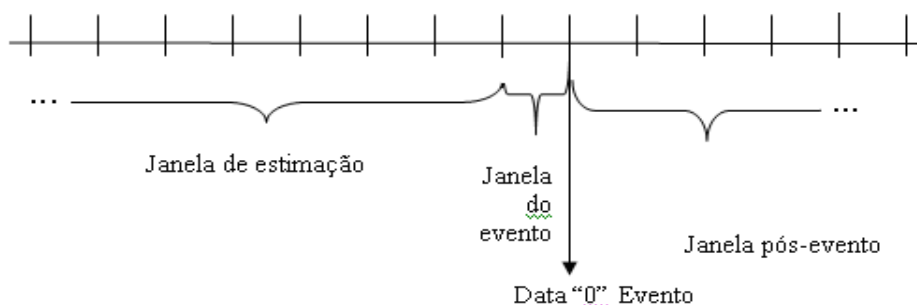 ... ...
Janela de estimação
Janela
do
evento
Janela pós-evento
Data “0” Evento